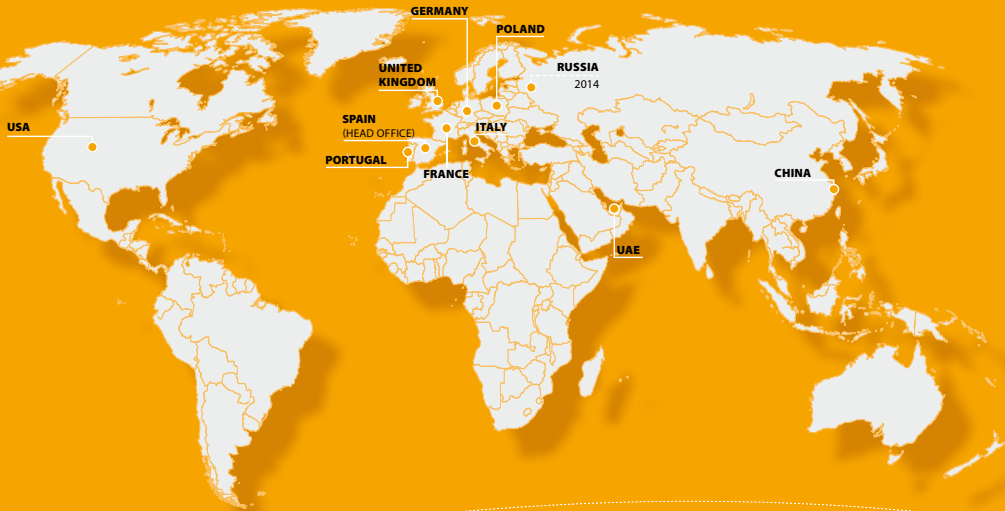 GERMANY
POLAND
UNITED
KINGDOM
RUSSIA
2014
USA
SPAIN
(HEAD OFFICE)
ITALY
PORTUGAL
FRANCE
CHINA
UAE